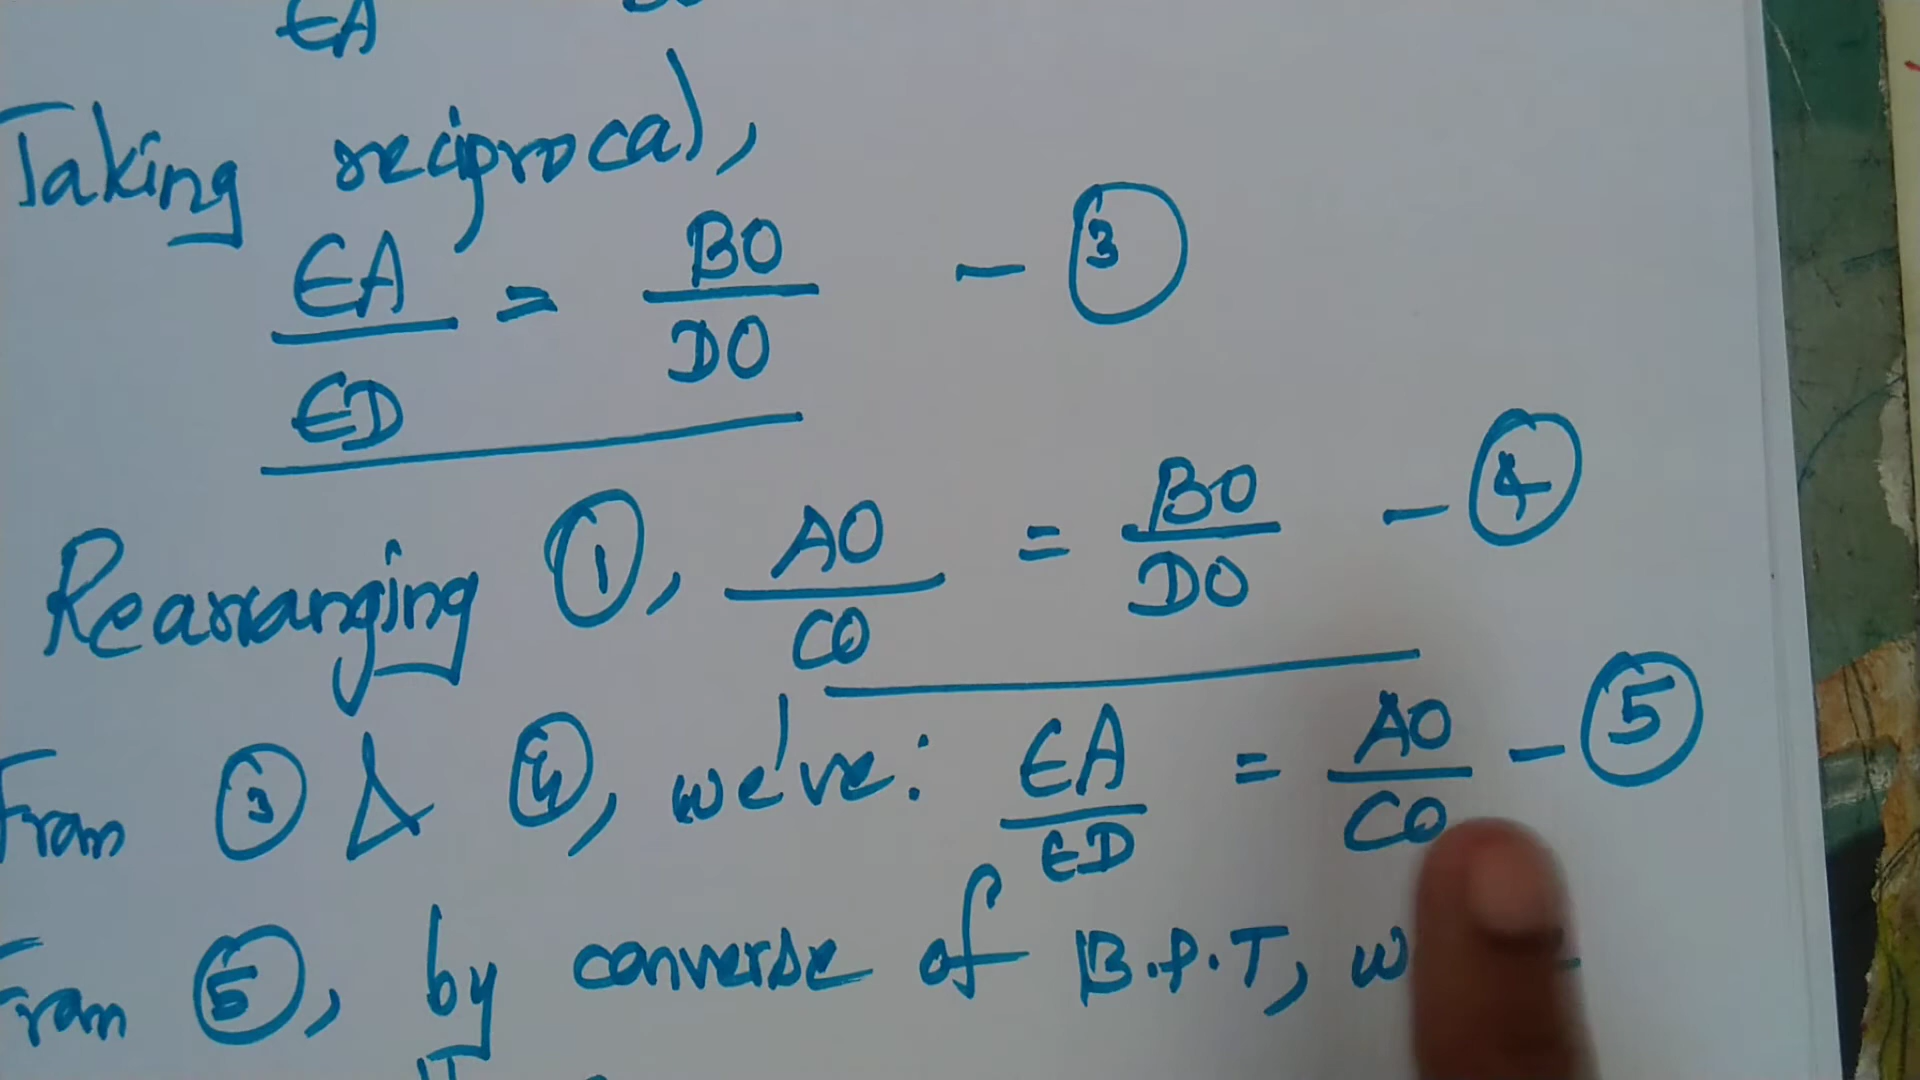 EA
Taking reciprocal,
EA/ED = BO/DO - ③
Rearranging ①, AO/CO = BO/DO - ④
From ③ & ④, we've: EA/ED = AO/CO - ⑤
From ⑤, by converse of B.P.T, w